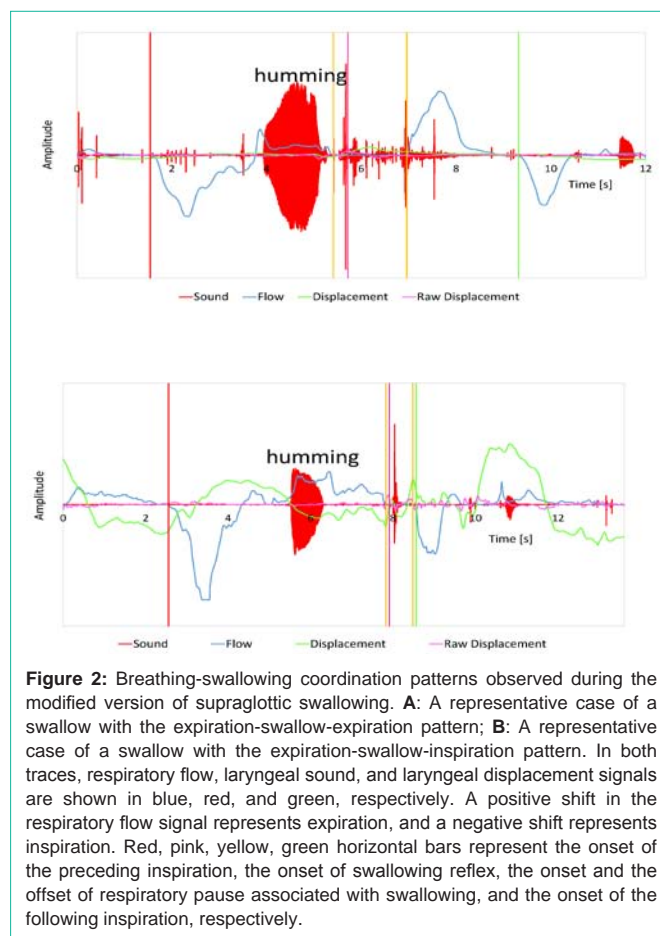 humming
Amplitude
0 2 4 6 8 10 12
Time [s]
Sound Flow Displacement Raw Displacement
humming
Amplitude
0 2 4 6 8 10 12
Time [s]
Sound Flow Displacement Raw Displacement
Figure 2: Breathing-swallowing coordination patterns observed during the
modified version of supraglottic swallowing. A: A representative case of a
swallow with the expiration-swallow-expiration pattern; B: A representative
case of a swallow with the expiration-swallow-inspiration pattern. In both
traces, respiratory flow, laryngeal sound, and laryngeal displacement signals
are shown in blue, red, and green, respectively. A positive shift in the
respiratory flow signal represents expiration, and a negative shift represents
inspiration. Red, pink, yellow, green horizontal bars represent the onset of
the preceding inspiration, the onset of swallowing reflex, the onset and the
offset of respiratory pause associated with swallowing, and the onset of the
following inspiration, respectively.